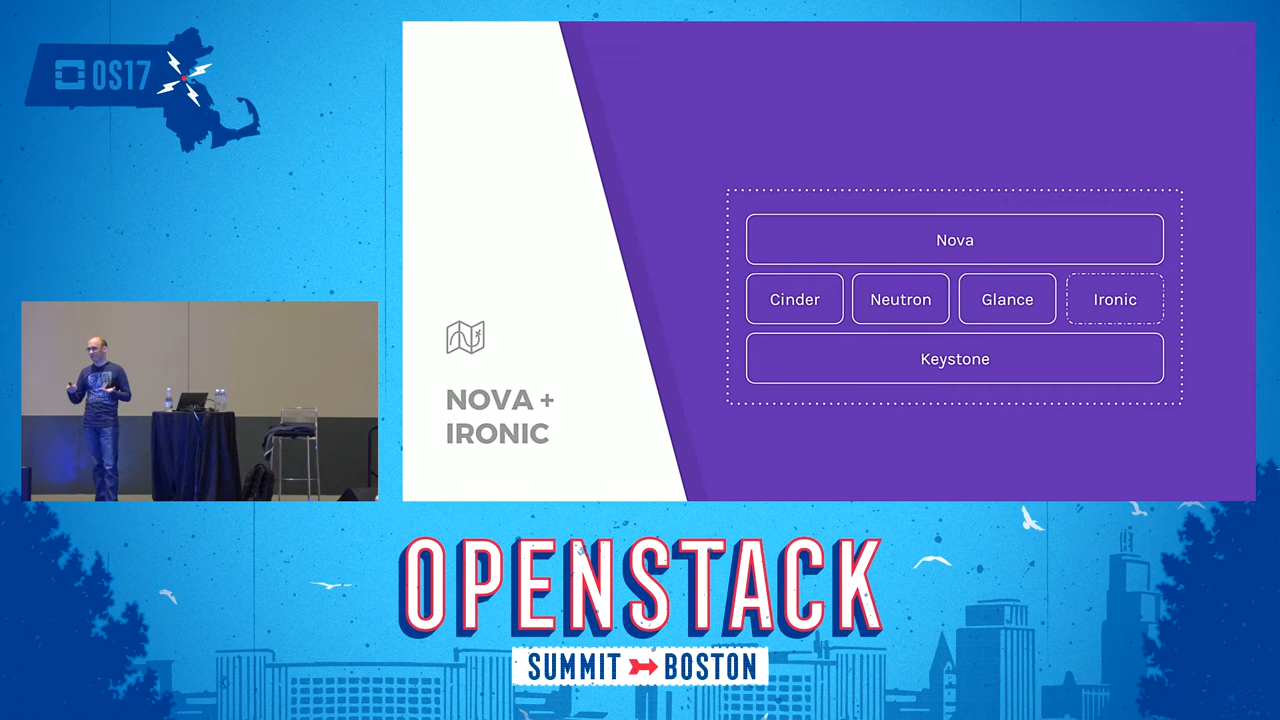 OS17
NOVA +
IRONIC
Nova
Cinder
Neutron
Glance
Ironic
Keystone
OPENSTACK
SUMMIT BOSTON